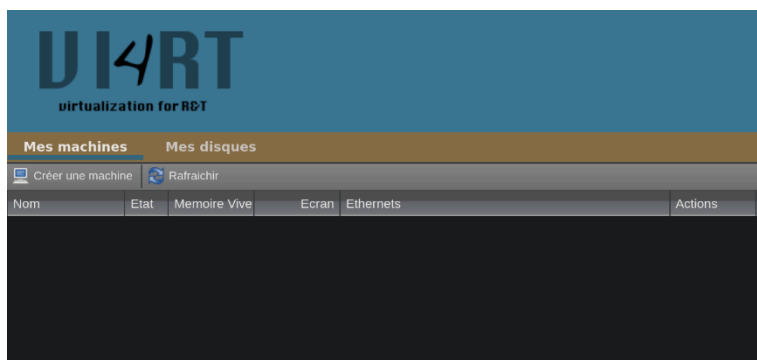 VI4RT
virtualization for R&T
Mes machines Mes disques
Créer une machine Rafraichir
Nom Etat Memoire Vive Ecran Ethernets Actions